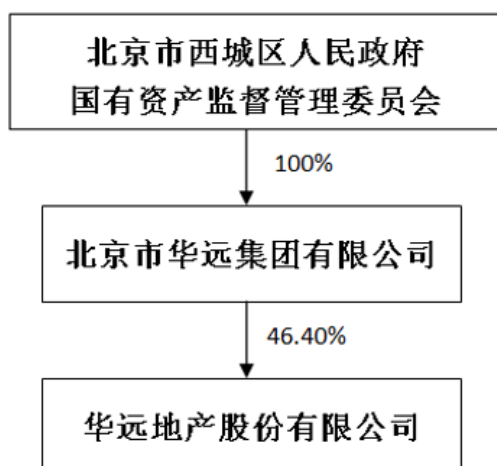 北京市西城区人民政府
国有资产监督管理委员会
100%
北京市华远集团有限公司
46.40%
华远地产股份有限公司